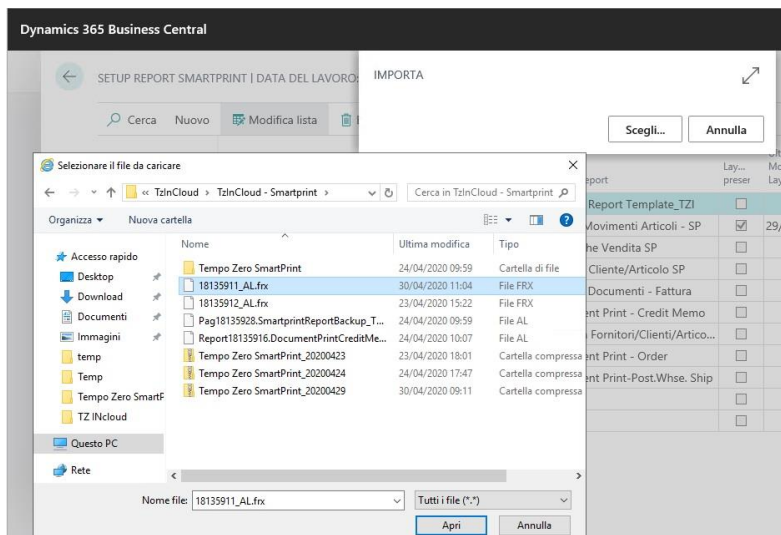 Dynamics 365 Business Central
SETUP REPORT SMARTPRINT | DATA DEL LAVORO:
IMPORTA
Cerca Nuovo Modifica lista
Scegli... Annulla
Selezionare il file da caricare
« TzInCloud › TzInCloud - Smartprint ›
Cerca in TzInCloud - Smartprint
Organizza Nuova cartella
Accesso rapido
Desktop
Download
Documenti
Immagini
temp
Temp
Tempo Zero SmartP
TZ INcloud
Questo PC
Rete
Nome Ultima modifica Tipo
Tempo Zero SmartPrint 24/04/2020 09:59 Cartella di file
18135911_AL.frx 30/04/2020 11:04 File FRX
18135912_AL.frx 23/04/2020 15:22 File FRX
Pag18135928.SmartprintReportBackup_T... 24/04/2020 09:59 File AL
Report18135916.DocumentPrintCreditMe... 24/04/2020 10:07 File AL
Tempo Zero SmartPrint_20200423 23/04/2020 18:01 Cartella compressa
Tempo Zero SmartPrint_20200424 24/04/2020 17:47 Cartella compressa
Tempo Zero SmartPrint_20200429 30/04/2020 09:11 Cartella compressa
Nome file: 18135911_AL.frx Tutti i file (*.*)
Apri Annulla
eport Lay... preser
Report Template_TZI
Movimenti Articoli - SP 29/
he Vendita SP
Cliente/Articolo SP
Documenti - Fattura
ent Print - Credit Memo
Fornitori/Clienti/Artico...
ent Print - Order
ent Print-Post.Whse. Ship